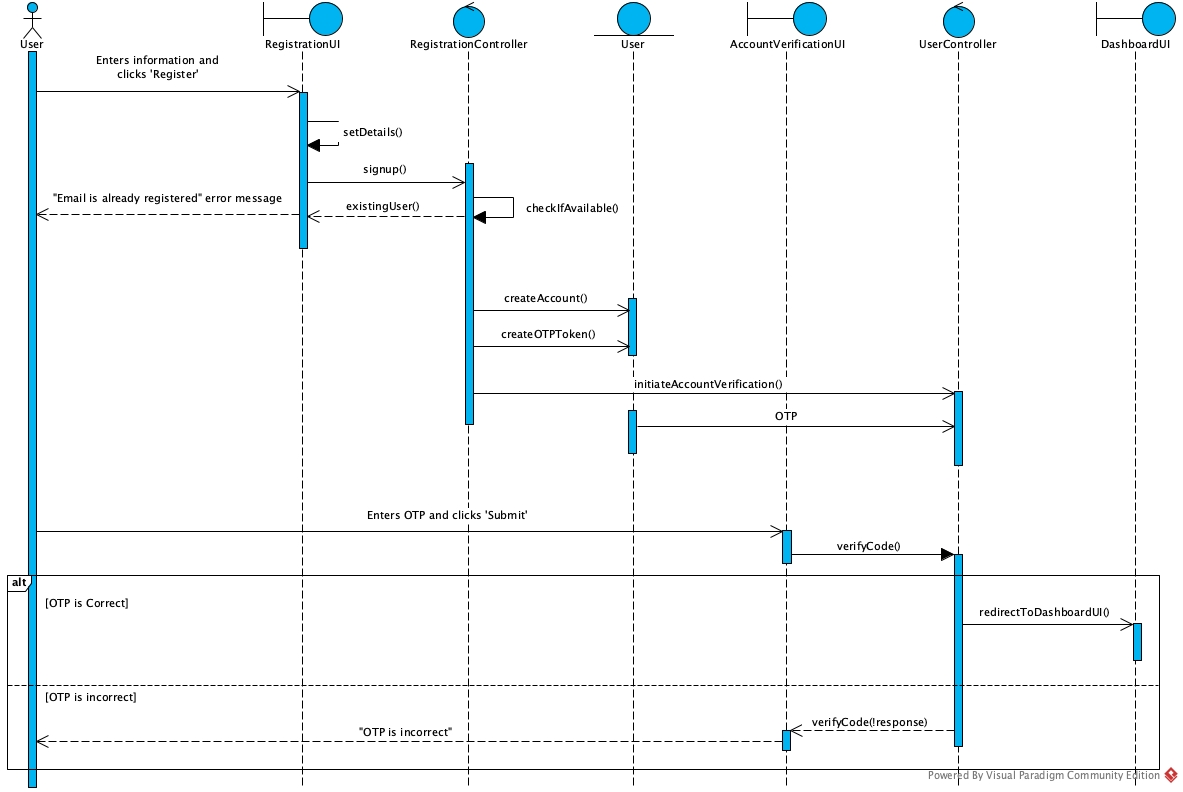 User
RegistrationUI
RegistrationController
User
AccountVerificationUI
UserController
DashboardUI
Enters information and
clicks 'Register'
setDetails()
signup()
"Email is already registered" error message
existingUser()
checkIfAvailable()
createAccount()
createOTPToken()
initiateAccountVerification()
OTP
Enters OTP and clicks 'Submit'
verifyCode()
alt
[OTP is Correct]
redirectToDashboardUI()
[OTP is incorrect]
verifyCode(!response)
"OTP is incorrect"
Powered By Visual Paradigm Community Edition